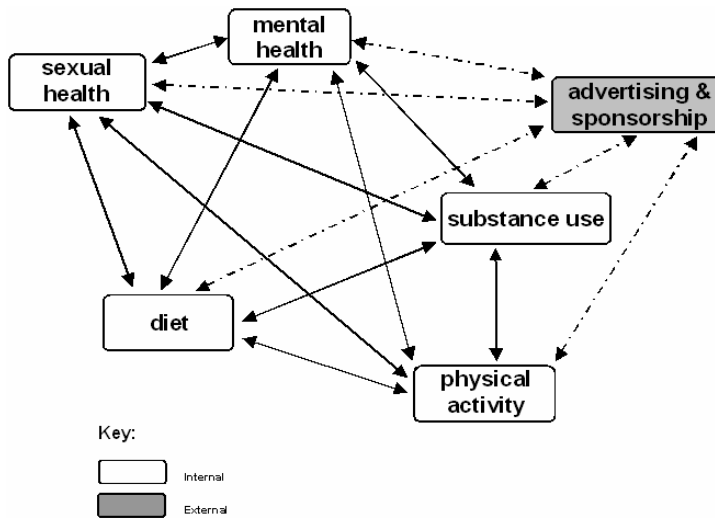 mental
health
sexual
health
advertising &
sponsorship
substance use
diet
physical
activity
Key:
Internal
External